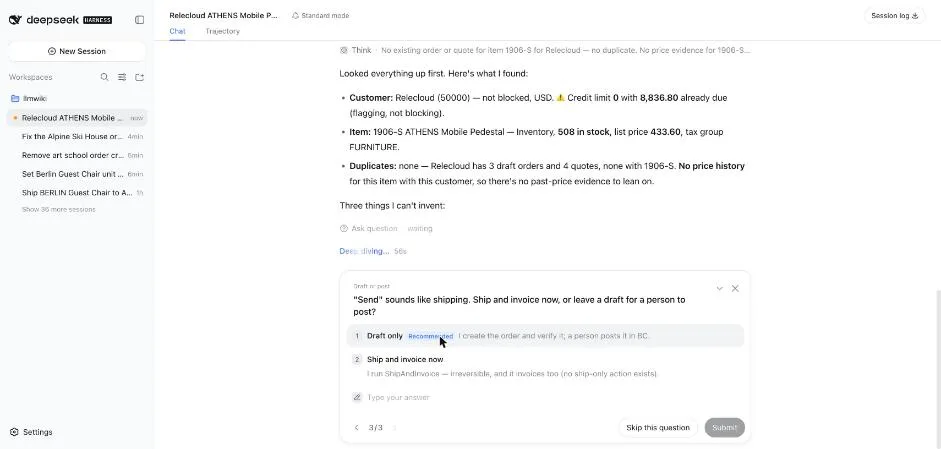 deepseek HARNESS
New Session
Workspaces
llmwiki
Relecloud ATHENS Mobile ... now
Fix the Alpine Ski House or... 4min
Remove art school order cr... 6min
Set Berlin Guest Chair unit ... 6min
Ship BERLIN Guest Chair to A... 1h
Show 36 more sessions
Settings
Relecloud ATHENS Mobile P... Standard mode
Session log
Chat Trajectory
Think · No existing order or quote for item 1906-S for Relecloud — no duplicate. No price evidence for 1906-S...
Looked everything up first. Here's what I found:
• Customer: Relecloud (50000) — not blocked, USD. ⚠️ Credit limit 0 with 8,836.80 already due
(flagging, not blocking).
• Item: 1906-S ATHENS Mobile Pedestal — Inventory, 508 in stock, list price 433.60, tax group
FURNITURE.
• Duplicates: none — Relecloud has 3 draft orders and 4 quotes, none with 1906-S. No price history
for this item with this customer, so there's no past-price evidence to lean on.
Three things I can't invent:
Ask question waiting
Deep diving... 56s
Draft or post
"Send" sounds like shipping. Ship and invoice now, or leave a draft for a person to
post?
1 Draft only Recommended I create the order and verify it; a person posts it in BC.
2 Ship and invoice now
I run ShipAndInvoice — irreversible, and it invoices too (no ship-only action exists).
Type your answer
3/3
Skip this question
Submit